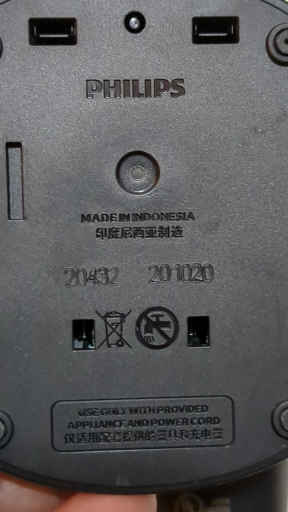 PHILIPS
MADE IN INDONESIA
印度尼西亚制造
20432 201020
USE ONLY WITH PROVIDED
APPLIANCE AND POWER CORD